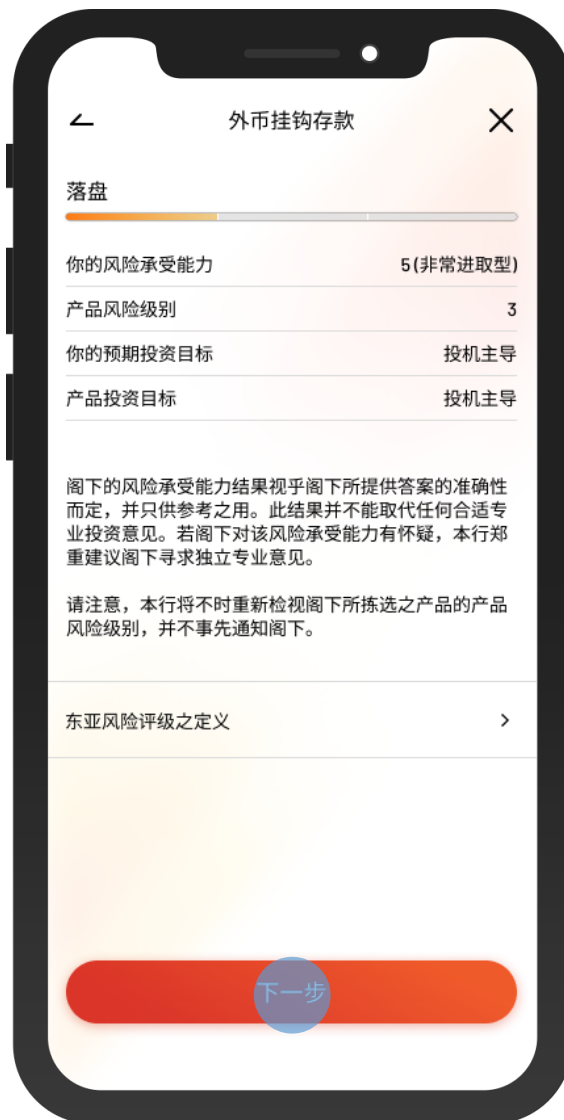 外币挂钩存款
落盘
你的风险承受能力 5(非常进取型)
产品风险级别 3
你的预期投资目标 投机主导
产品投资目标 投机主导
阁下的风险承受能力结果视乎阁下所提供答案的准确性
而定，并只供参考之用。此结果并不能取代任何合适专
业投资意见。若阁下对该风险承受能力有怀疑，本行郑
重建议阁下寻求独立专业意见。
请注意，本行将不时重新检视阁下所拣选之产品的产品
风险级别，并不事先通知阁下。
东亚风险评级之定义
下一步